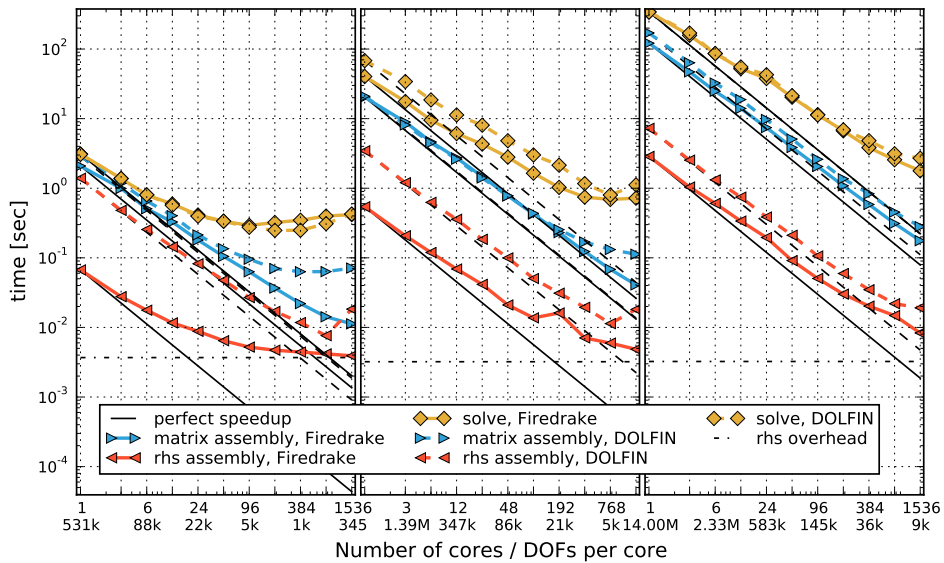 time [sec]
10^2
10^1
10^0
10^-1
10^-2
10^-3
10^-4
perfect speedup
matrix assembly, Firedrake
rhs assembly, Firedrake
solve, Firedrake
matrix assembly, DOLFIN
rhs assembly, DOLFIN
solve, DOLFIN
rhs overhead
1 6 24 96 384 1536 3 12 48 192 768 1 6 24 96 384 1536
531k 88k 22k 5k 1k 345 1.39M 347k 86k 21k 5k 14.00M 2.33M 583k 145k 36k 9k
Number of cores / DOFs per core